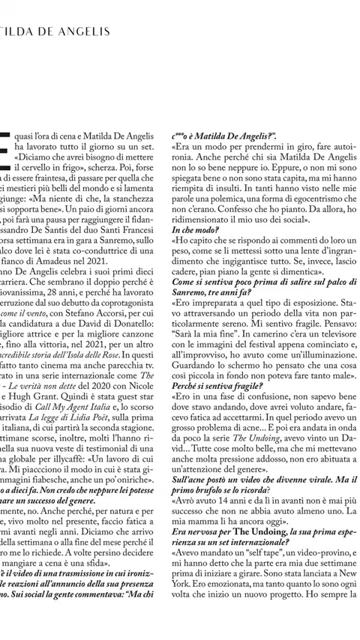 TILDA DE ANGELIS
E quasi l'ora di cena e Matilda De Angelis
ha lavorato tutto il giorno su un set.
«Diciamo che avrei bisogno di mettere
il cervello in frigo», scherza. Poi, forse
di essere fraintesa, di passare per quella che
ei mestieri più belli del mondo e si lamenta
giunge: «Ma niente di che, la stanchezza
si sopporta bene». Un paio di giorni ancora
, poi farà una pausa per raggiungere il fidan-
lessandro De Santis del duo Santi Francesi
orsa settimana era in gara a Sanremo, sullo
alco dove lei è stata co-conduttrice di una
fianco di Amadeus nel 2021.
nno De Angelis celebra i suoi primi dieci
carriera. Che sembrano il doppio perché è
giovanissima, 28 anni, e perché ha lavorato
terruzione dal suo debutto da coprotagonista
come il vento, con Stefano Accorsi, per cui
la candidatura a due David di Donatello
igliore attrice e per la migliore canzone
e, fino alla vittoria, nel 2021, per un altro
ncredibile storia dell'Isola delle Rose. In questi
fatto tanto cinema ma anche parecchia tv.
rato in una serie internazionale come The
- Le verità non dette del 2020 con Nicole
e Hugh Grant. Quindi è stata guest star
pisodio di Call My Agent Italia e, lo scorso
arrivata La legge di Lidia Poët, sulla prima
italiana, di cui partirà la seconda stagione.
ttimane scorse, inoltre, molti l'hanno ri-
nella sua nuova veste di testimonial di una
na globale per illycaffè: «Un lavoro di cui
va. Mi piacciono il modo in cui è stata gi-
mmagini fiabesche, anche un po' oniriche».
o a dieci fa. Non credo che neppure lei potesse
nare un successo del genere.
amente, no. Anche perché, per natura e per
e, vivo molto nel presente, faccio fatica a
rmi avanti negli anni. Diciamo che arrivo
della settimana o alla fine del mese perché il
ro me lo richiede. A volte persino decidere
mangiare a cena è una sfida».
'è il video di una trasmissione in cui ironiz-
le reazioni all'annuncio della sua presenza
mo. Sui social la gente commentava: "Ma chi
c***o è Matilda De Angelis?".
«Era un modo per prendermi in giro, fare autoi-
ronia. Anche perché chi sia Matilda De Angelis
non lo so bene neppure io. Eppure, o non mi sono
spiegata bene o non sono stata capita, ma mi hanno
riempita di insulti. In tanti hanno visto nelle mie
parole una polemica, una forma di egocentrismo che
non c'erano. Confesso che ho pianto. Da allora, ho
ridimensionato il mio uso dei social».
In che modo?
«Ho capito che se rispondo ai commenti do loro un
peso, come se li mettessi sotto una lente d'ingran-
dimento che ingigantisce tutto. Se, invece, lascio
cadere, pian piano la gente si dimentica».
Come si sentiva poco prima di salire sul palco di
Sanremo, tre anni fa?
«Ero impreparata a quel tipo di esposizione. Sta-
vo attraversando un periodo della vita non par-
ticolarmente sereno. Mi sentivo fragile. Pensavo:
"Sarà la mia fine". In camerino c'era un televisore
con le immagini del festival appena cominciato e,
all'improvviso, ho avuto come un'illuminazione.
Guardando lo schermo ho pensato che una cosa
così piccola in fondo non poteva fare tanto male».
Perché si sentiva fragile?
«Ero in una fase di confusione, non sapevo bene
dove stavo andando, dove avrei voluto andare, fa-
cevo fatica ad accettarmi. In quel periodo avevo un
grosso problema di acne... E poi era andata in onda
da poco la serie The Undoing, avevo vinto un Da-
vid... Tutte cose molto belle, ma che mi mettevano
anche molta pressione addosso, non ero abituata a
un'attenzione del genere».
Sull'acne postò un video che divenne virale. Ma il
primo brufolo se lo ricorda?
«Avrò avuto 14 anni e da lì in avanti non è mai più
successo che non ne abbia avuto almeno uno. La
mia mamma li ha ancora oggi».
Era nervosa per The Undoing, la sua prima espe-
rienza su un set internazionale?
«Avevo mandato un "self tape", un video-provino, e
mi hanno detto che la parte era mia due settimane
prima di iniziare a girare. Sono stata lanciata a New
York. Ero emozionata, ma tanto quanto lo sono ogni
volta che inizio un nuovo progetto. Ho sempre la